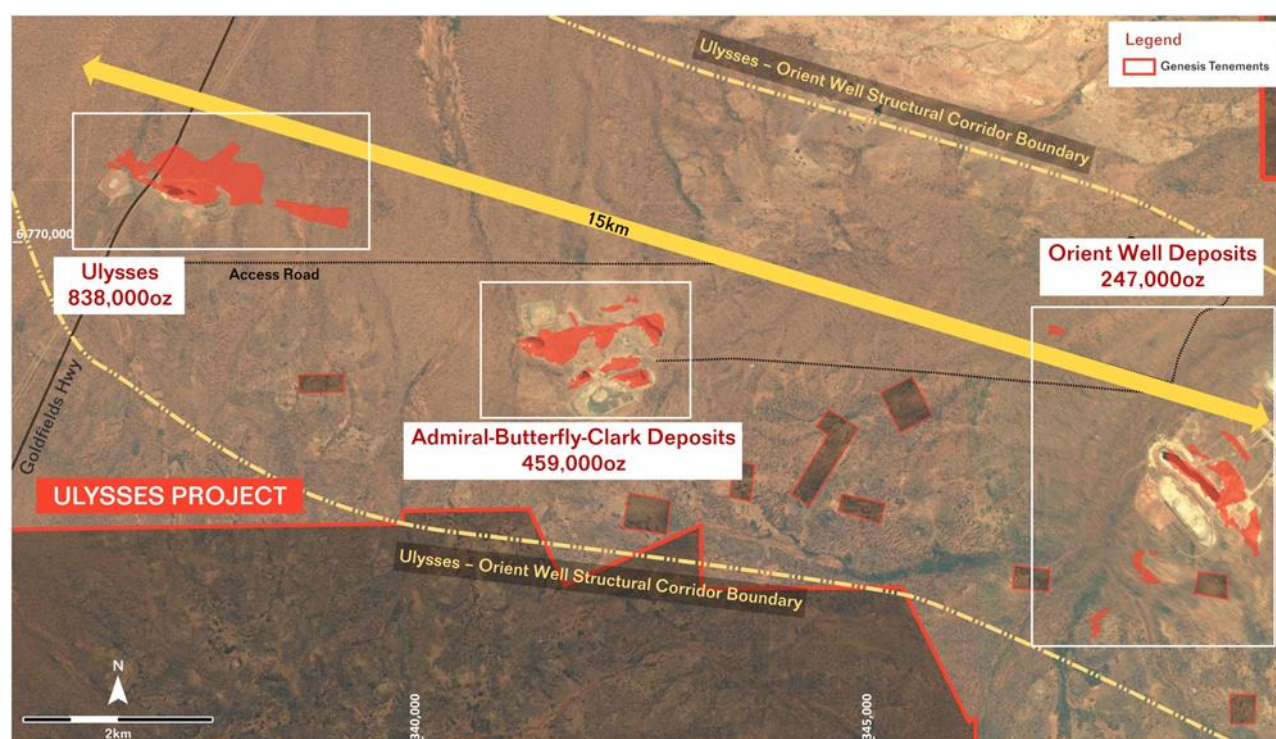 Ulysses – Orient Well Structural Corridor Boundary
Legend
Genesis Tenements
15km
6,770,000
Ulysses
838,000oz
Access Road
Orient Well Deposits
247,000oz
Goldfields Hwy
Admiral-Butterfly-Clark Deposits
459,000oz
ULYSSES PROJECT
Ulysses – Orient Well Structural Corridor Boundary
N
2km
340,000
345,000